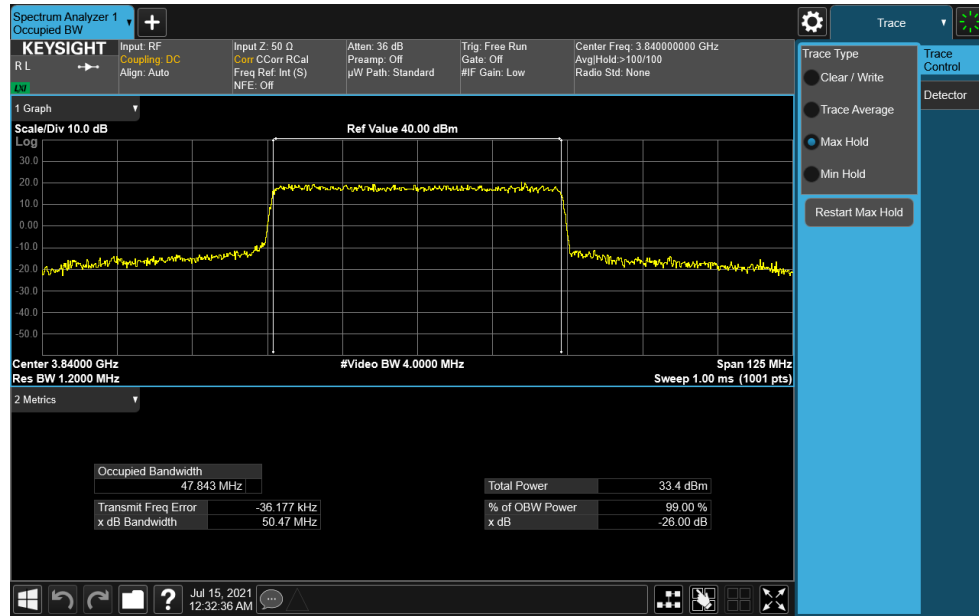 Spectrum Analyzer 1
Occupied BW
Trace
KEYSIGHT
R L
LXI
Input: RF
Coupling: DC
Align: Auto
Input Z: 50 Ω
Corr CCorr RCal
Freq Ref: Int (S)
NFE: Off
Atten: 36 dB
Preamp: Off
µW Path: Standard
Trig: Free Run
Gate: Off
#IF Gain: Low
Center Freq: 3.840000000 GHz
Avg|Hold:>100/100
Radio Std: None
Trace Type
Clear / Write
Trace Average
Max Hold
Min Hold
Restart Max Hold
Trace
Control
Detector
1 Graph
Scale/Div 10.0 dB
Ref Value 40.00 dBm
Log
30.0
20.0
10.0
0.00
-10.0
-20.0
-30.0
-40.0
-50.0
Center 3.84000 GHz
#Video BW 4.0000 MHz
Span 125 MHz
Res BW 1.2000 MHz
Sweep 1.00 ms (1001 pts)
2 Metrics
Occupied Bandwidth
47.843 MHz
Total Power 33.4 dBm
Transmit Freq Error -36.177 kHz
% of OBW Power 99.00 %
x dB Bandwidth 50.47 MHz
x dB -26.00 dB
?
Jul 15, 2021
12:32:36 AM